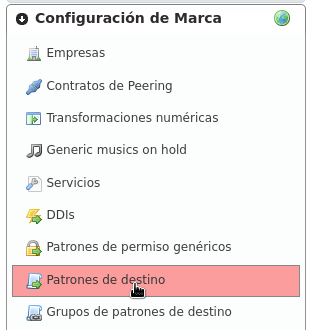 Configuración de Marca
Empresas
Contratos de Peering
Transformaciones numéricas
Generic musics on hold
Servicios
DDIs
Patrones de permiso genéricos
Patrones de destino
Grupos de patrones de destino